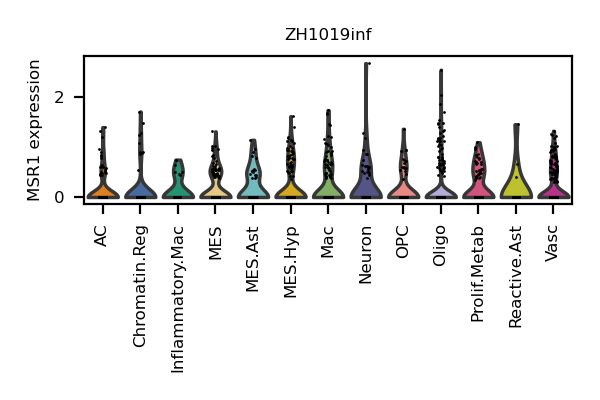 ZH1019inf
MSR1 expression
2
0
AC
Chromatin.Reg
Inflammatory.Mac
MES
MES.Ast
MES.Hyp
Mac
Neuron
OPC
Oligo
Prolif.Metab
Reactive.Ast
Vasc